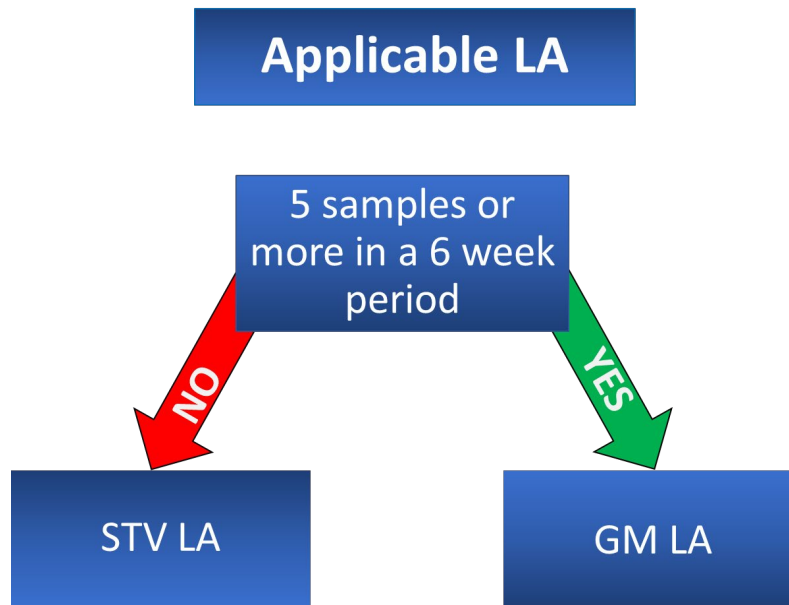 Applicable LA
5 samples or
more in a 6 week
period
NO
YES
STV LA
GM LA